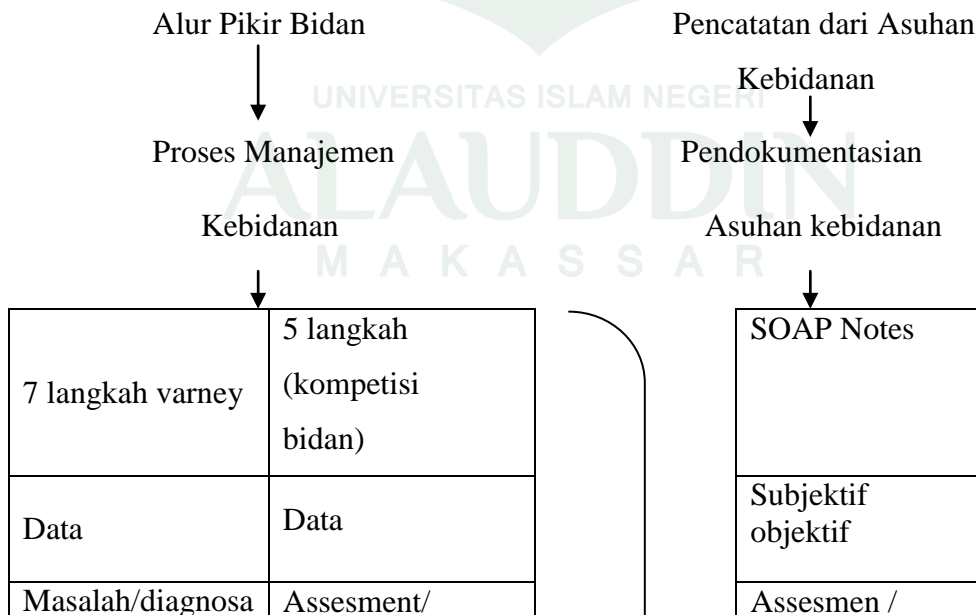 Alur Pikir Bidan
Pencatatan dari Asuhan
Kebidanan
UNIVERSITAS ISLAM NEGERI
ALAUDDIN
MAKASSAR
Proses Manajemen
Kebidanan
Pendokumentasian
Asuhan kebidanan
7 langkah varney
5 langkah
(kompetisi
bidan)
SOAP Notes
Data
Data
Subjektif
objektif
Masalah/diagnosa
Assesment/
Assesmen /